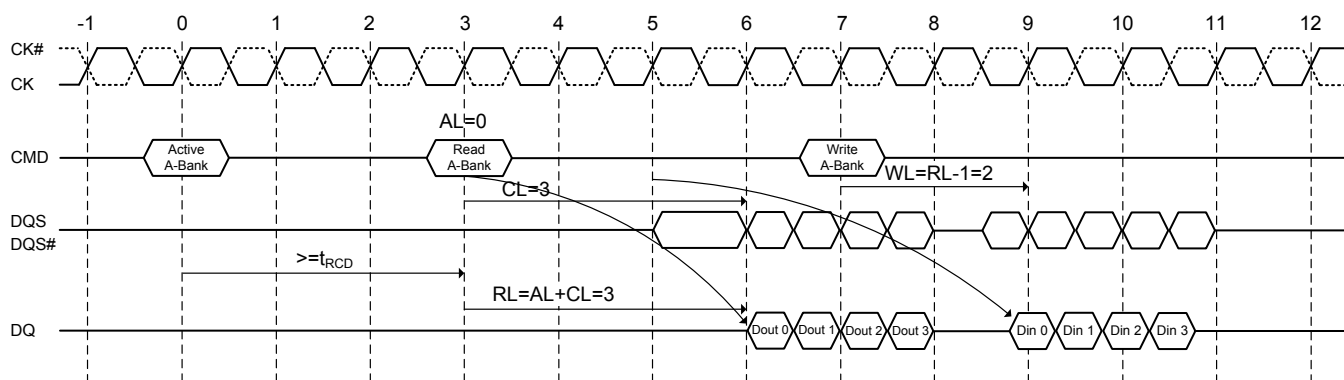 -1 0 1 2 3 4 5 6 7 8 9 10 11 12
CK#
CK
AL=0
CMD
Active
A-Bank
Read
A-Bank
Write
A-Bank
CL=3
WL=RL-1=2
DQS
DQS#
>=tRCD
RL=AL+CL=3
DQ
Dout 0 Dout 1 Dout 2 Dout 3 Din 0 Din 1 Din 2 Din 3